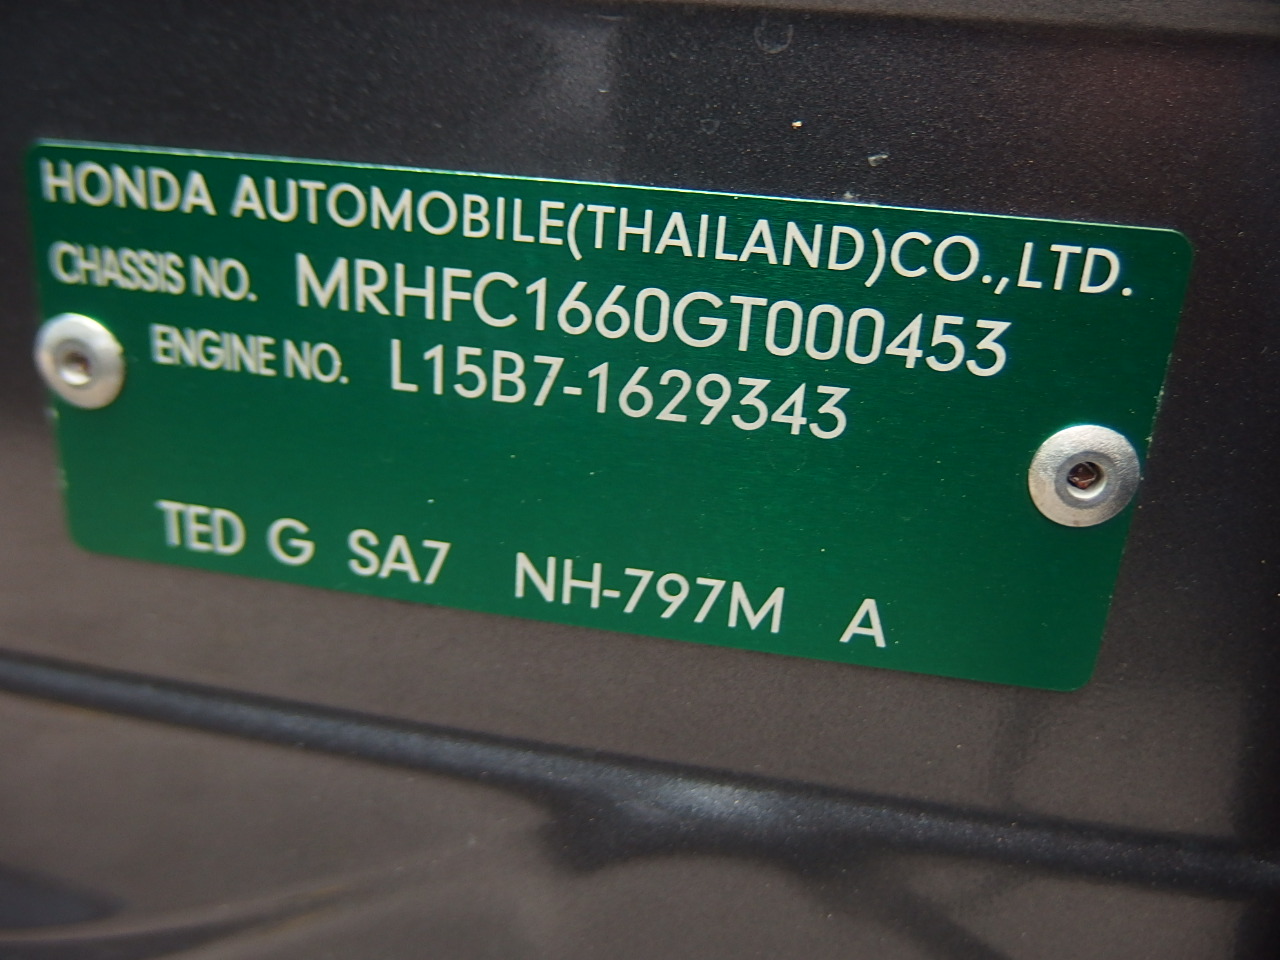 HONDA AUTOMOBILE(THAILAND)CO.,LTD.
CHASSIS NO. MRHFC1660GT000453
ENGINE NO. L15B7-1629343
TED G SA7 NH-797M A